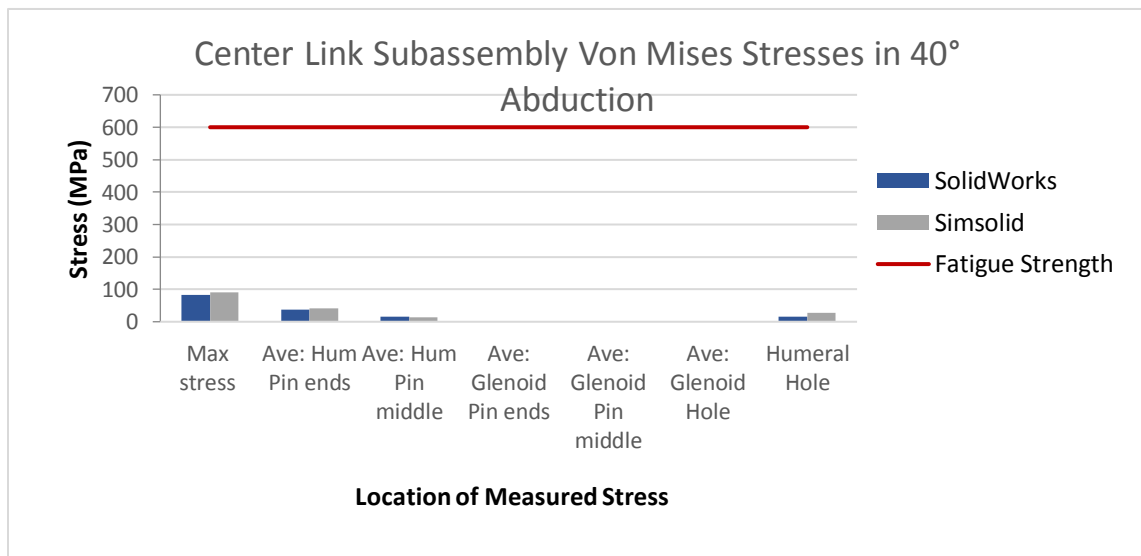 Center Link Subassembly Von Mises Stresses in 40°
Abduction
700
600
500
400
300
200
100
0
Stress (MPa)
Max
stress
Ave: Hum
Pin ends
Ave: Hum
Pin
middle
Ave:
Glenoid
Pin ends
Ave:
Glenoid
Pin
middle
Ave:
Glenoid
Hole
Humeral
Hole
Location of Measured Stress
SolidWorks
Simsolid
Fatigue Strength